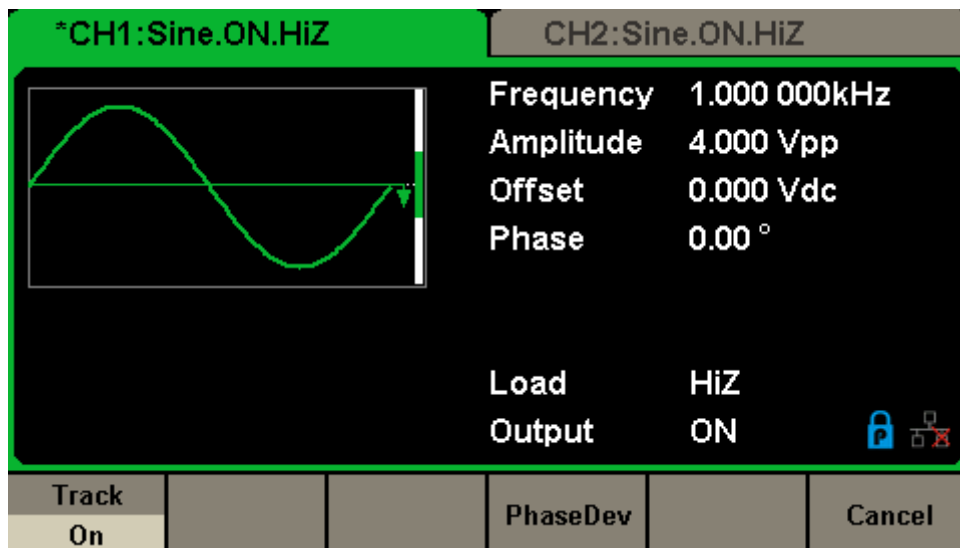 *CH1:Sine.ON.HiZ CH2:Sine.ON.HiZ
Frequency 1.000 000kHz
Amplitude 4.000 Vpp
Offset 0.000 Vdc
Phase 0.00 °
Load HiZ
Output ON
P
Track
On
PhaseDev
Cancel